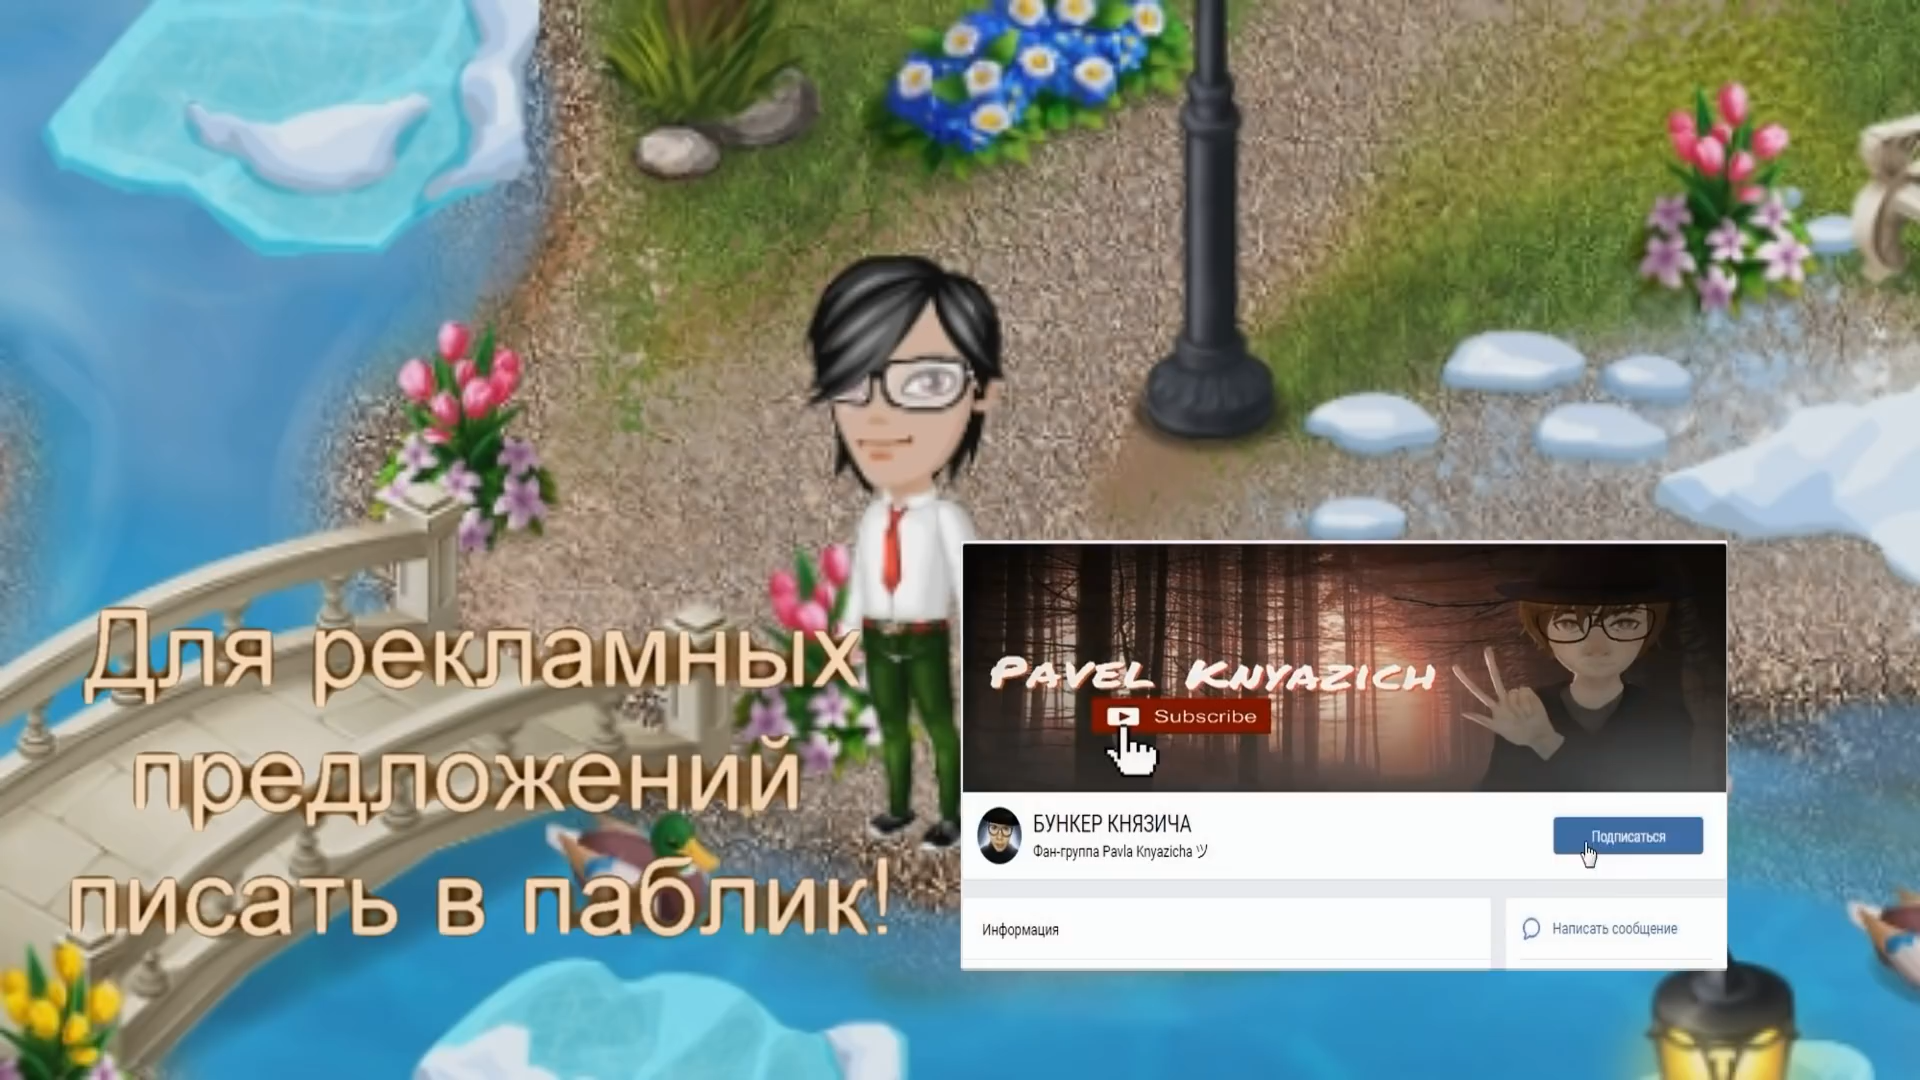 Для рекламных
предложений
писать в паблик!
PAVEL KNYAZICH
Subscribe
БУНКЕР КНЯЗИЧА
Фан-группа Pavla Knyazicha ツ
Подписаться
Информация
Написать сообщение